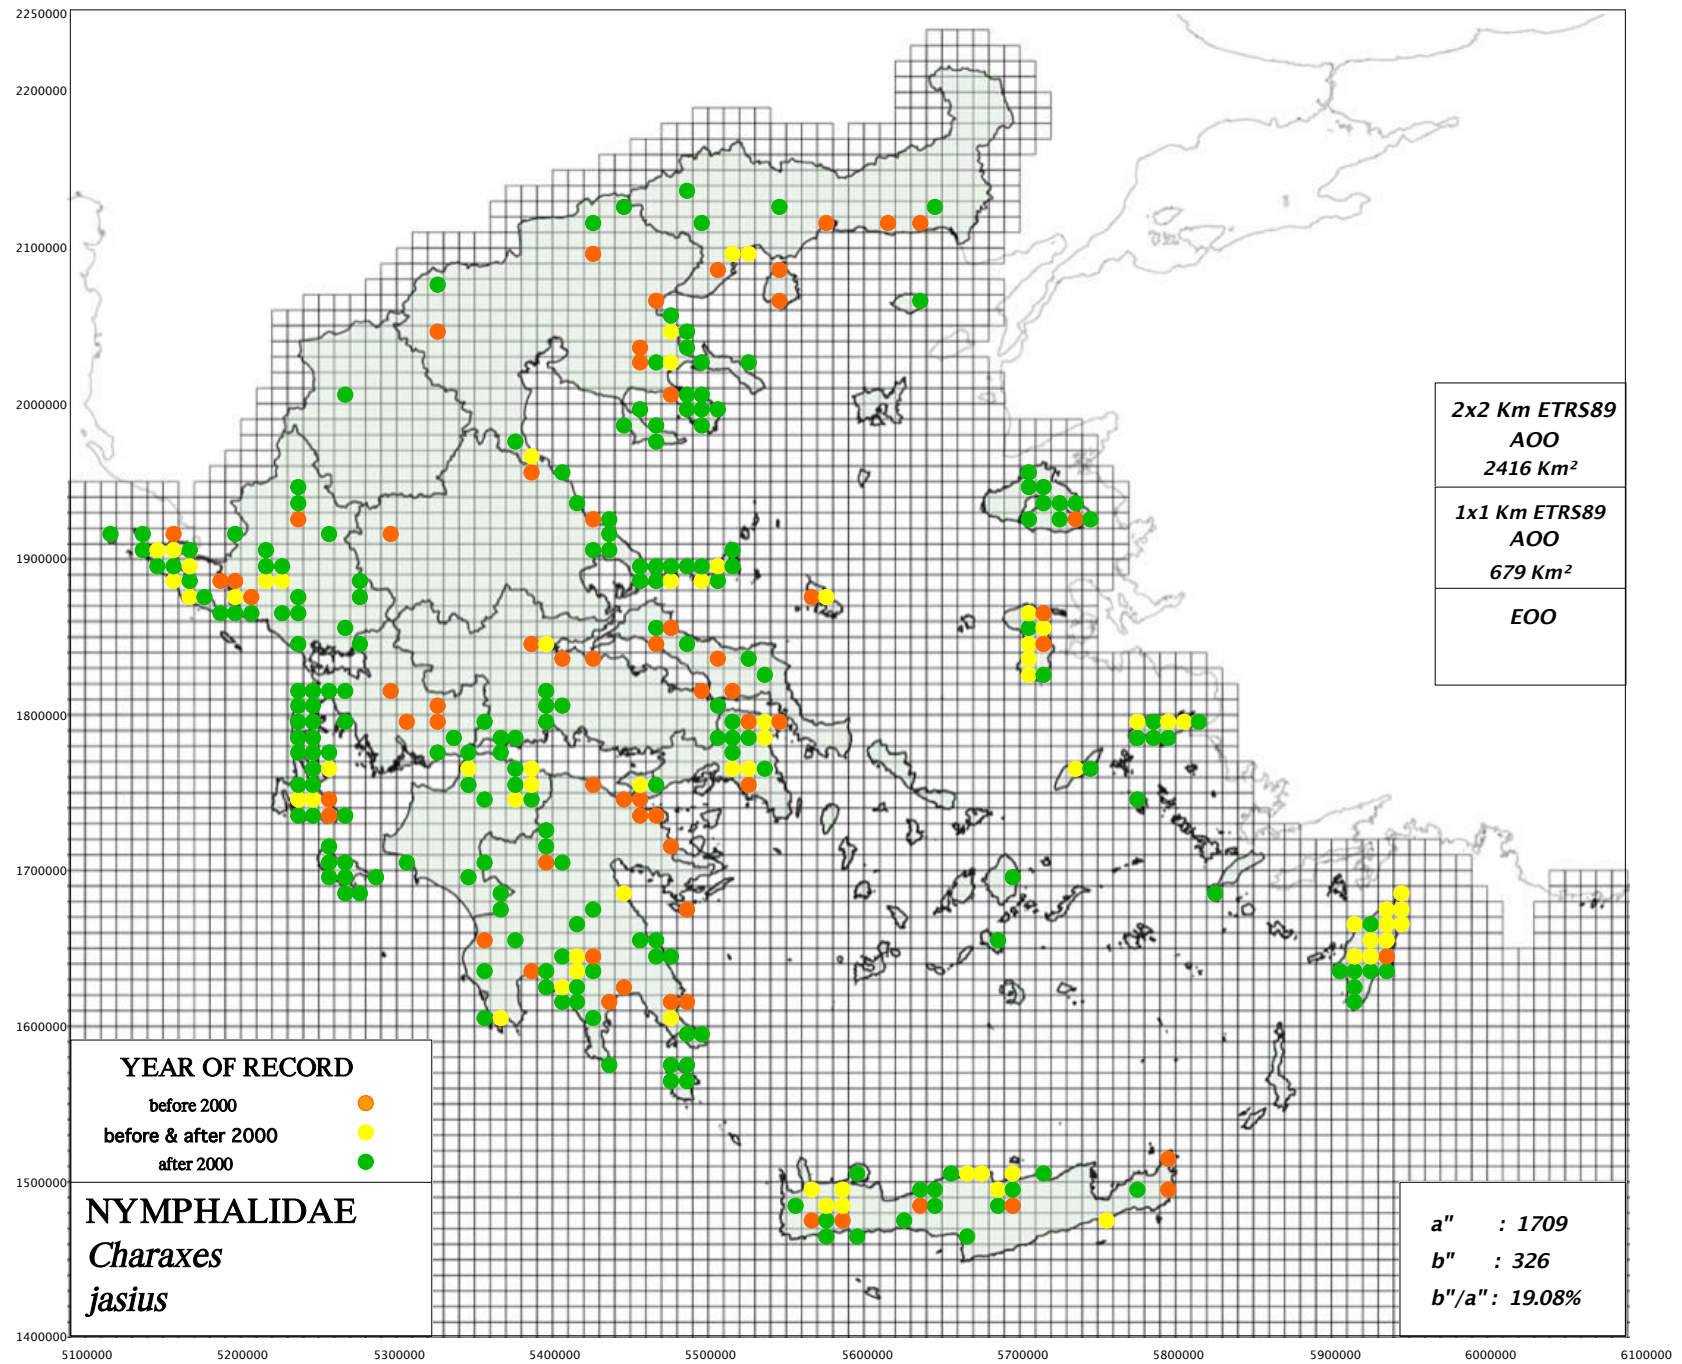 2250000
2200000
2100000
2000000
1900000
1800000
1700000
1600000
1500000
1400000
2x2 Km ETRS89
AOO
2416 Km²
1x1 Km ETRS89
AOO
679 Km²
EOO
YEAR OF RECORD
before 2000
before & after 2000
after 2000
NYMPHALIDAE
Charaxes
jasius
a" : 1709
b" : 326
b"/a" : 19.08%
5100000 5200000 5300000 5400000 5500000 5600000 5700000 5800000 5900000 6000000 6100000